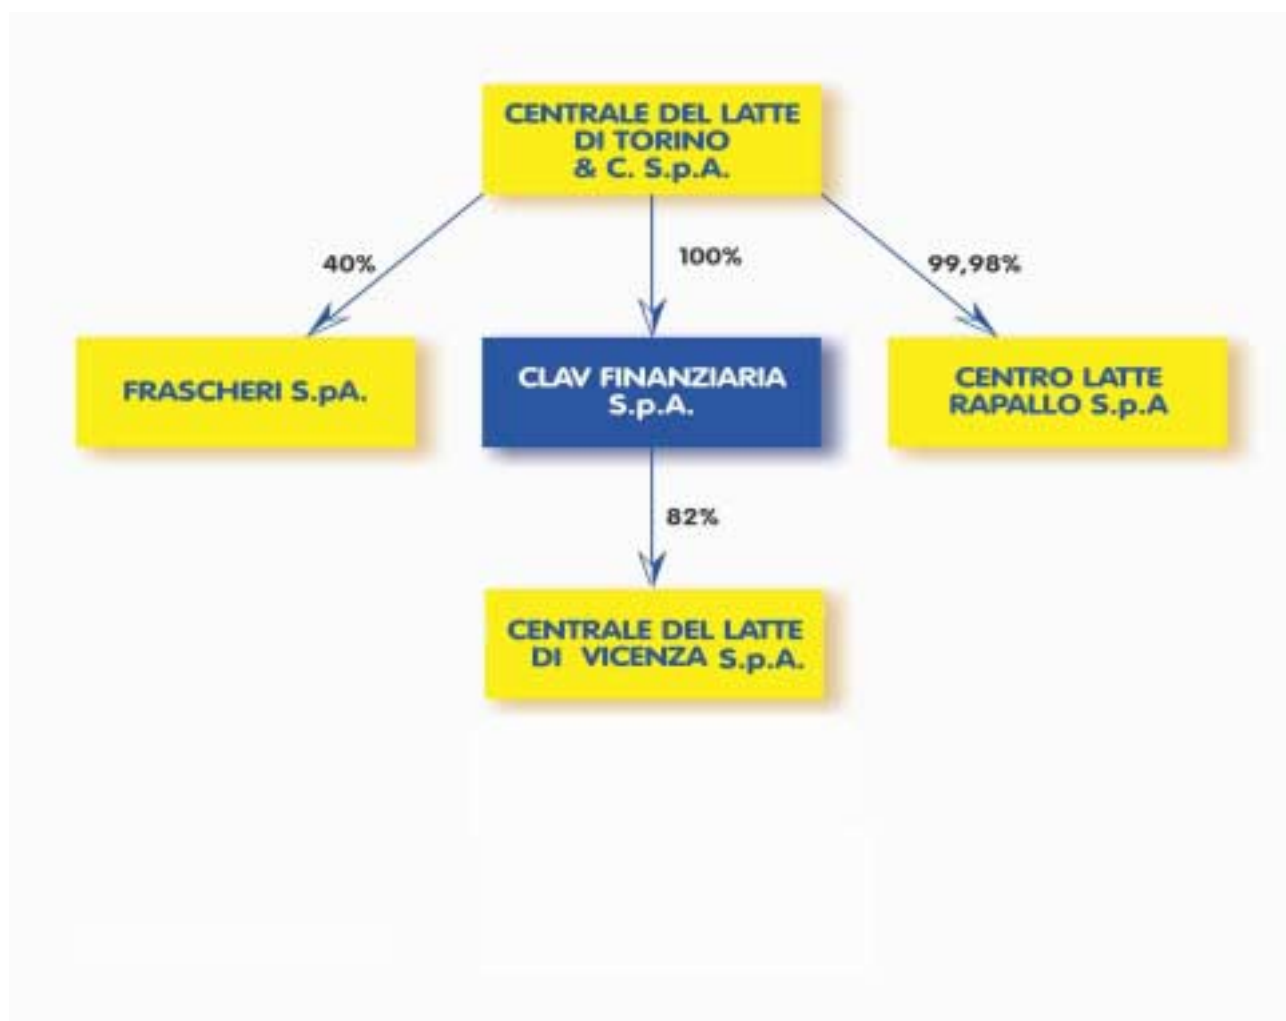 CENTRALE DEL LATTE
DI TORINO
& C. S.p.A.
40%
100%
99,98%
FRASCHERI S.pA.
CLAV FINANZIARIA
S.p.A.
CENTRO LATTE
RAPALLO S.p.A
82%
CENTRALE DEL LATTE
DI VICENZA S.p.A.